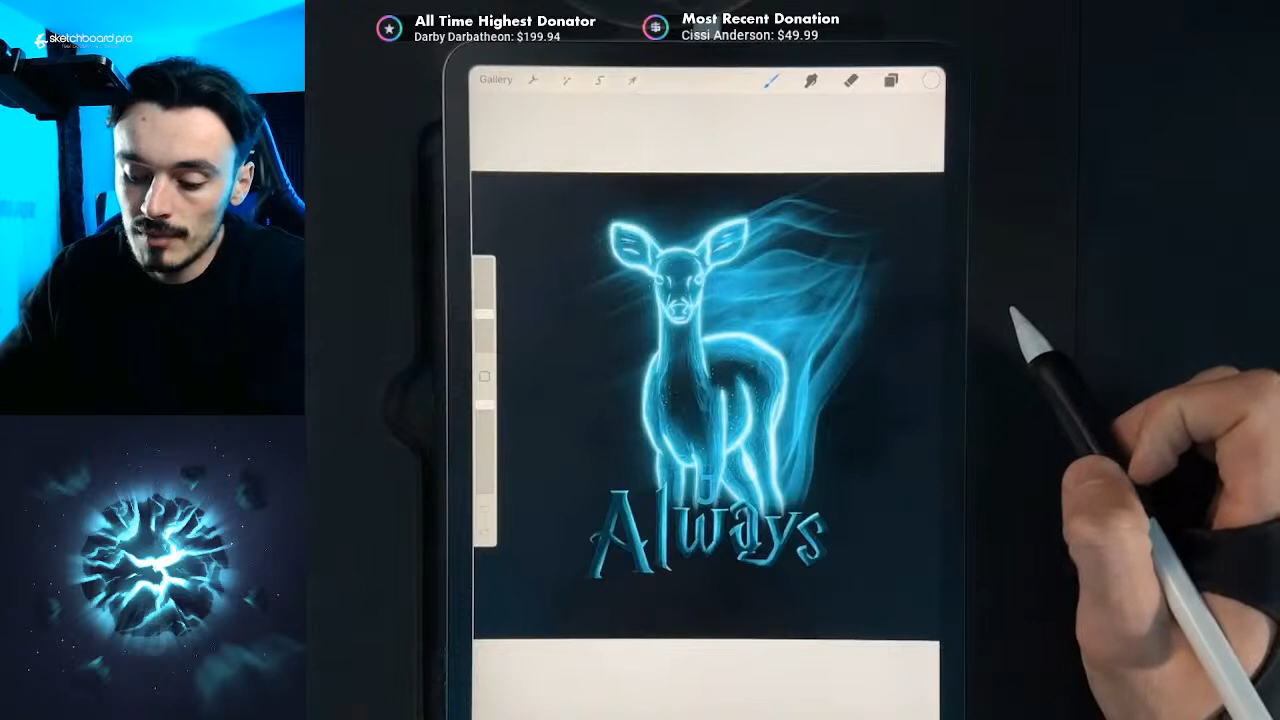 sketchboard pro
All Time Highest Donator
Darby Darbatheon: $199.94
Most Recent Donation
Cissi Anderson: $49.99
Gallery
Always